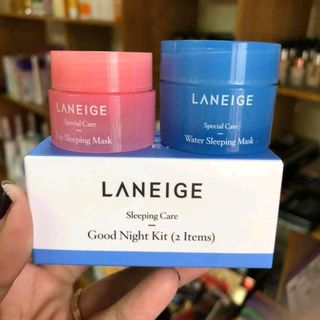 LANEIGE
Special Care
Lip Sleeping Mask
LANEIGE
Special Care
Water Sleeping Mask
LANEIGE
Sleeping Care
Good Night Kit (2 Items)